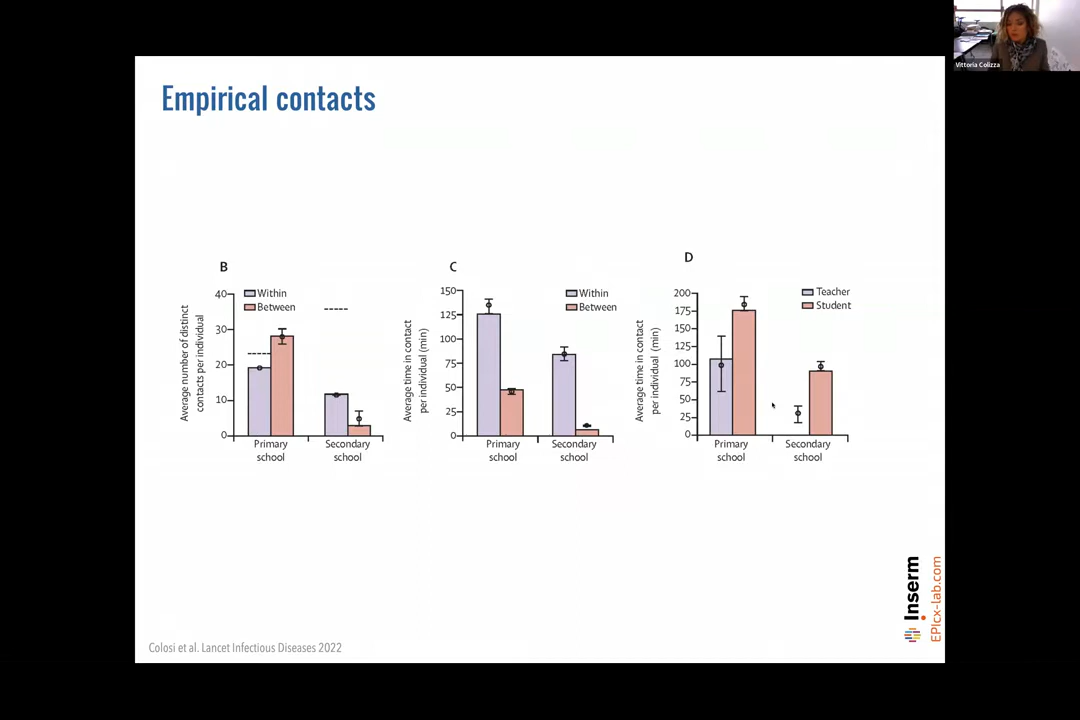 Vittoria Colizza
Empirical contacts
B
Average number of distinct
contacts per individual
40
30
20
10
0
Within
Between
Primary
school
Secondary
school
C
Average time in contact
per individual (min)
150
125
100
75
50
25
0
Within
Between
Primary
school
Secondary
school
D
Average time in contact
per individual (min)
200
175
150
125
100
75
50
25
0
Teacher
Student
Primary
school
Secondary
school
Inserm
EPIcx-lab.com
Colosi et al. Lancet Infectious Diseases 2022